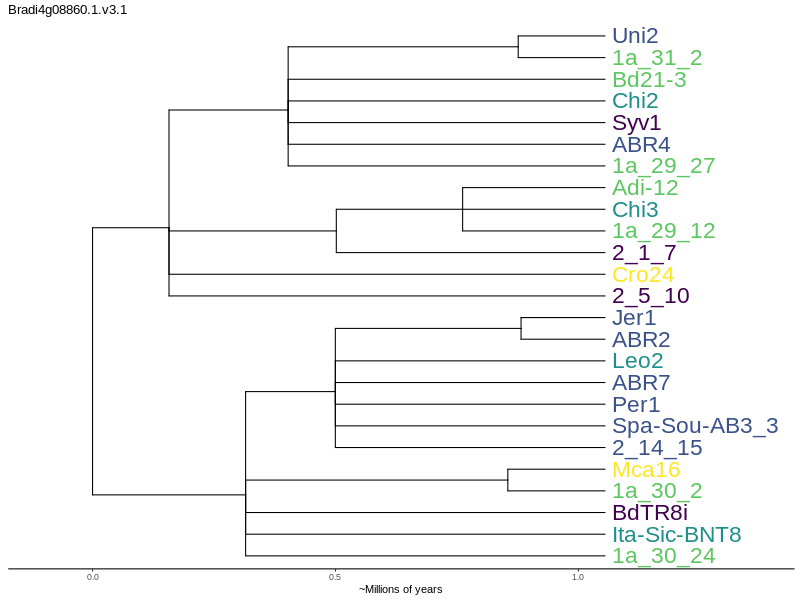 Bradi4g08860.1.v3.1
Uni2
1a_31_2
Bd21-3
Chi2
Syv1
ABR4
1a_29_27
Adi-12
Chi3
1a_29_12
2_1_7
Cro24
2_5_10
Jer1
ABR2
Leo2
ABR7
Per1
Spa-Sou-AB3_3
2_14_15
Mca16
1a_30_2
BdTR8i
Ita-Sic-BNT8
1a_30_24
0.0 0.5 1.0
~Millions of years